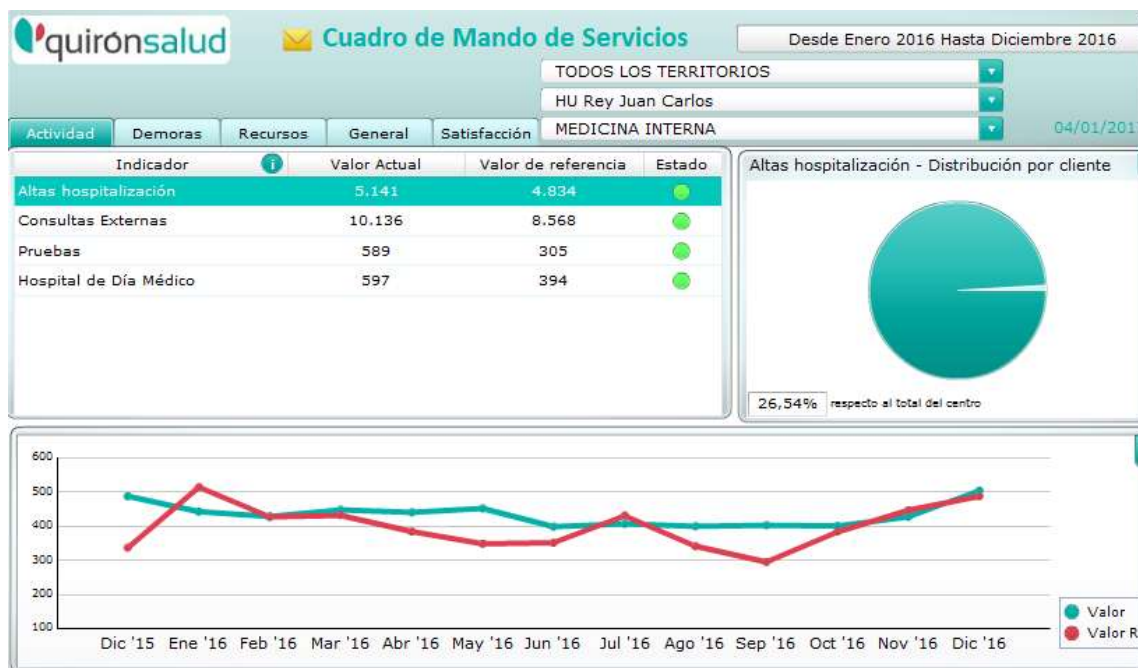 quirónsalud
Cuadro de Mando de Servicios
Desde Enero 2016 Hasta Diciembre 2016
TODOS LOS TERRITORIOS
HU Rey Juan Carlos
MEDICINA INTERNA
04/01/201
Actividad Demoras Recursos General Satisfacción
Indicador i Valor Actual Valor de referencia Estado
Altas hospitalización 5.141 4.834
Consultas Externas 10.136 8.568
Pruebas 589 305
Hospital de Día Médico 597 394
Altas hospitalización - Distribución por cliente
26,54% respecto al total del centro
600
500
400
300
200
100
Dic '15 Ene '16 Feb '16 Mar '16 Abr '16 May '16 Jun '16 Jul '16 Ago '16 Sep '16 Oct '16 Nov '16 Dic '16
Valor
Valor R